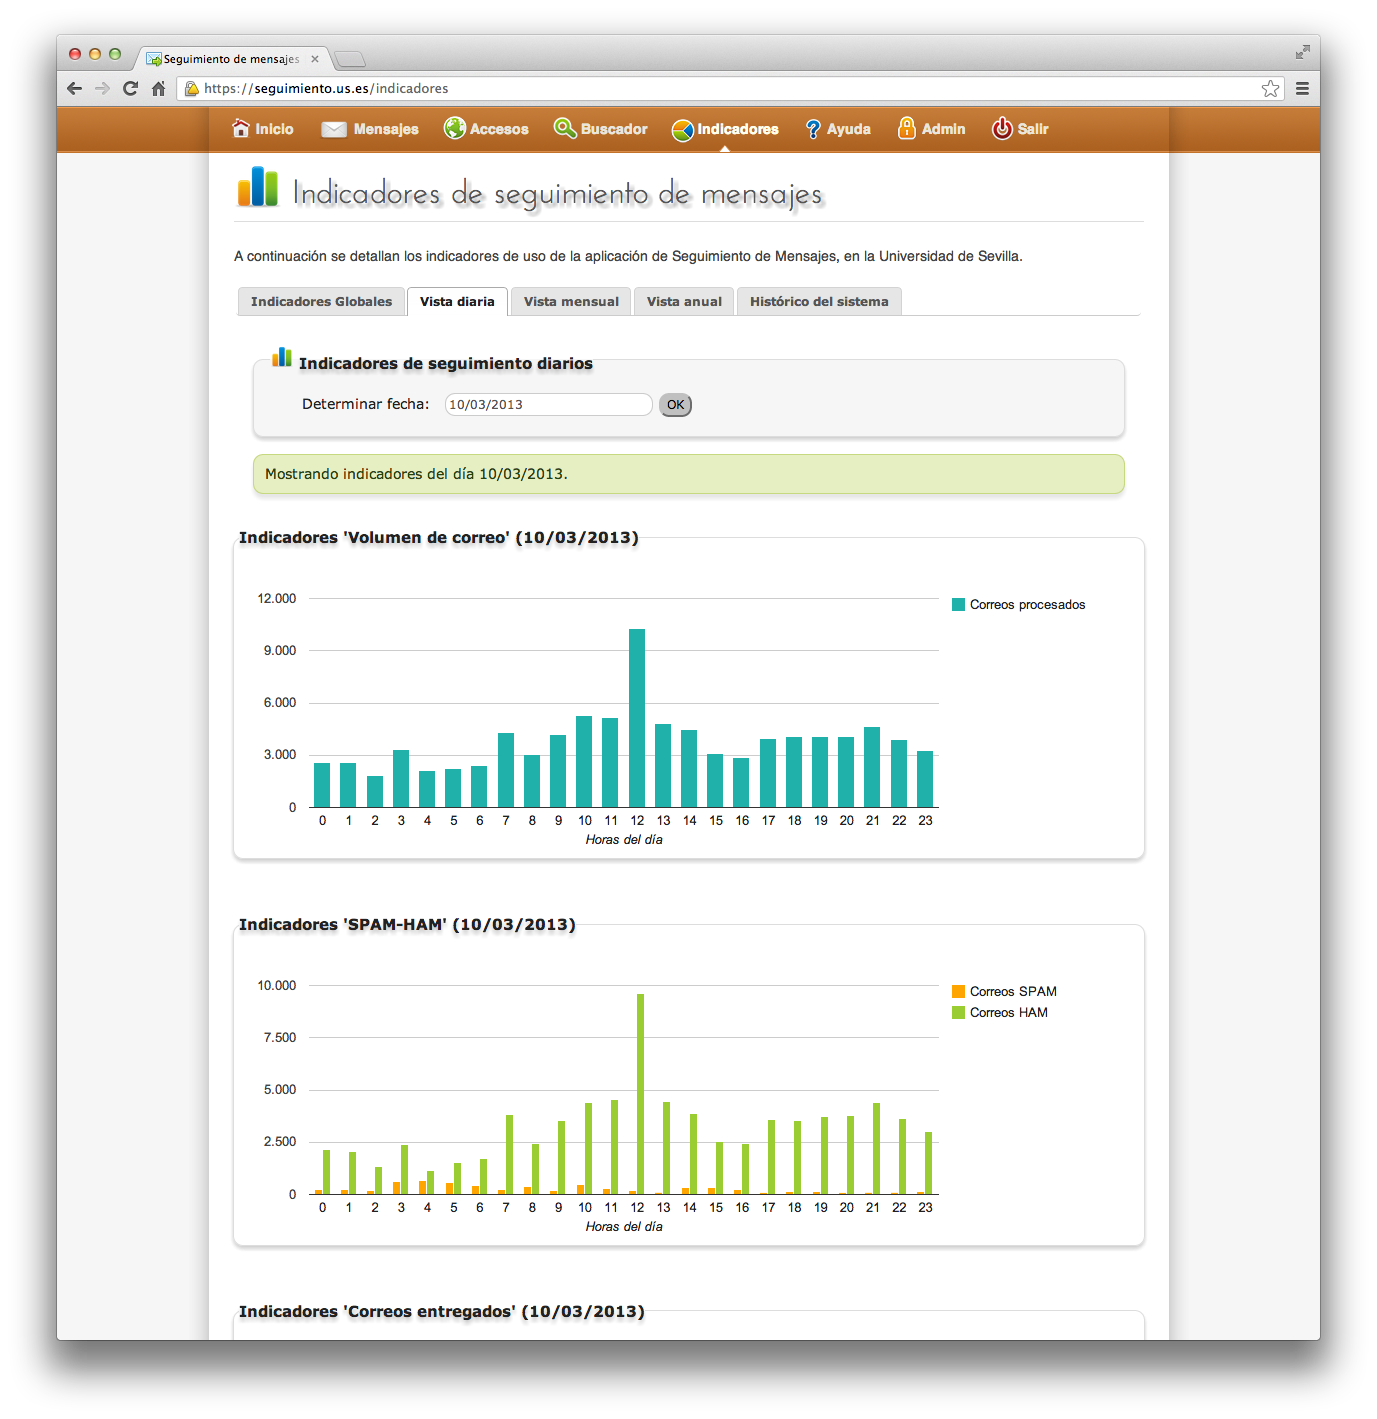 Seguimiento de mensajes
https://seguimiento.us.es/indicadores
Inicio Mensajes Accesos Buscador Indicadores Ayuda Admin Salir
Indicadores de seguimiento de mensajes
A continuación se detallan los indicadores de uso de la aplicación de Seguimiento de Mensajes, en la Universidad de Sevilla.
Indicadores Globales Vista diaria Vista mensual Vista anual Histórico del sistema
Indicadores de seguimiento diarios
Determinar fecha: 10/03/2013 OK
Mostrando indicadores del día 10/03/2013.
Indicadores 'Volumen de correo' (10/03/2013)
12.000
9.000
6.000
3.000
0
Correos procesados
0 1 2 3 4 5 6 7 8 9 10 11 12 13 14 15 16 17 18 19 20 21 22 23
Horas del día
Indicadores 'SPAM-HAM' (10/03/2013)
10.000
7.500
5.000
2.500
0
Correos SPAM
Correos HAM
0 1 2 3 4 5 6 7 8 9 10 11 12 13 14 15 16 17 18 19 20 21 22 23
Horas del día
Indicadores 'Correos entregados' (10/03/2013)